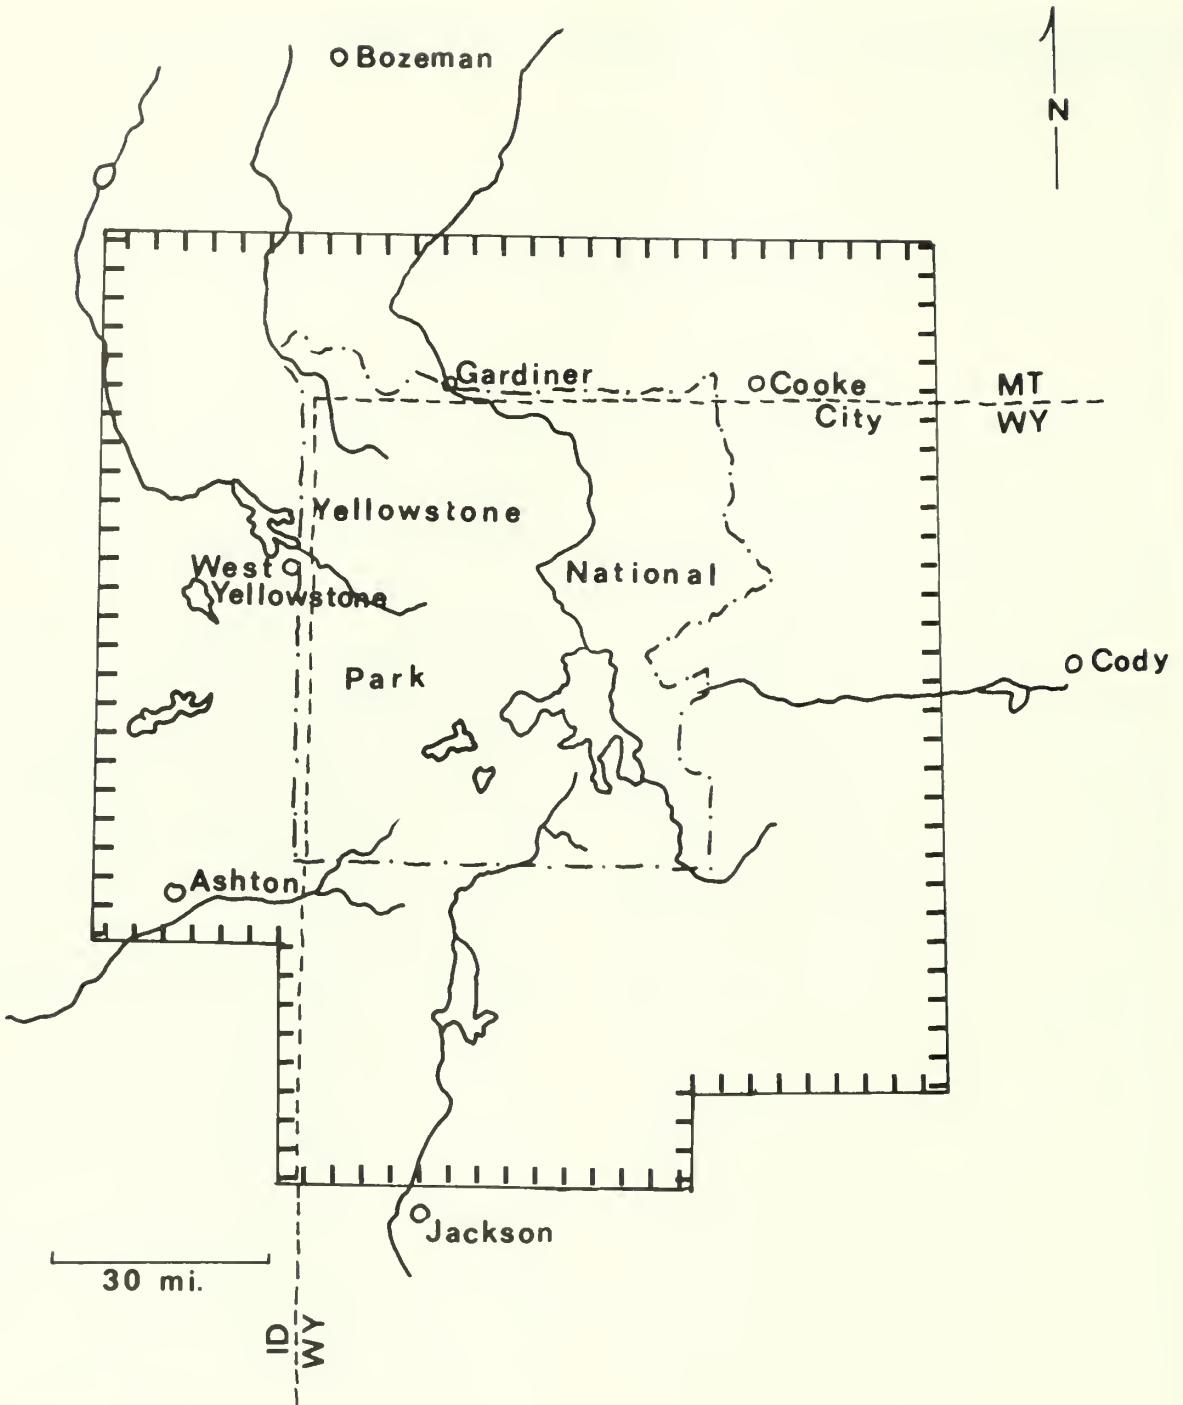 Bozeman
N
Gardiner
Cooke
City
MT
WY
Yellowstone
West
Yellowstone
National
Park
Cody
Ashton
Jackson
30 mi.
ID
WY